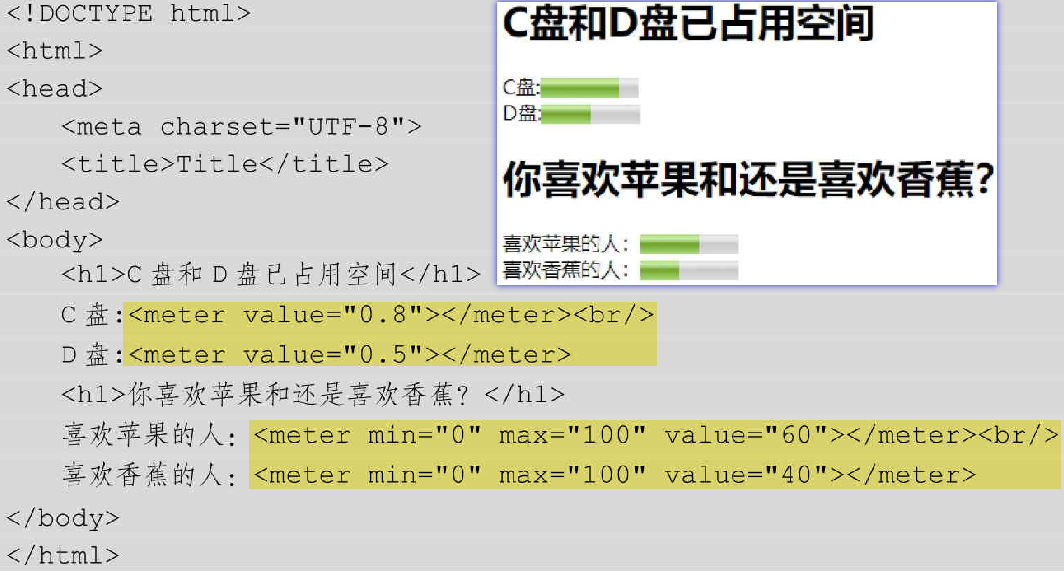 <!DOCTYPE html>
<html>
<head>
<meta charset="UTF-8">
<title>Title</title>
</head>
<body>
<h1>C盘和D盘已占用空间</h1>
C盘:<meter value="0.8"></meter><br/>
D盘:<meter value="0.5"></meter>
<h1>你喜欢苹果和还是喜欢香蕉？</h1>
喜欢苹果的人：<meter min="0" max="100" value="60"></meter><br/>
喜欢香蕉的人：<meter min="0" max="100" value="40"></meter>
</body>
</html>
C盘和D盘已占用空间
C盘:
D盘:
你喜欢苹果和还是喜欢香蕉？
喜欢苹果的人：
喜欢香蕉的人：